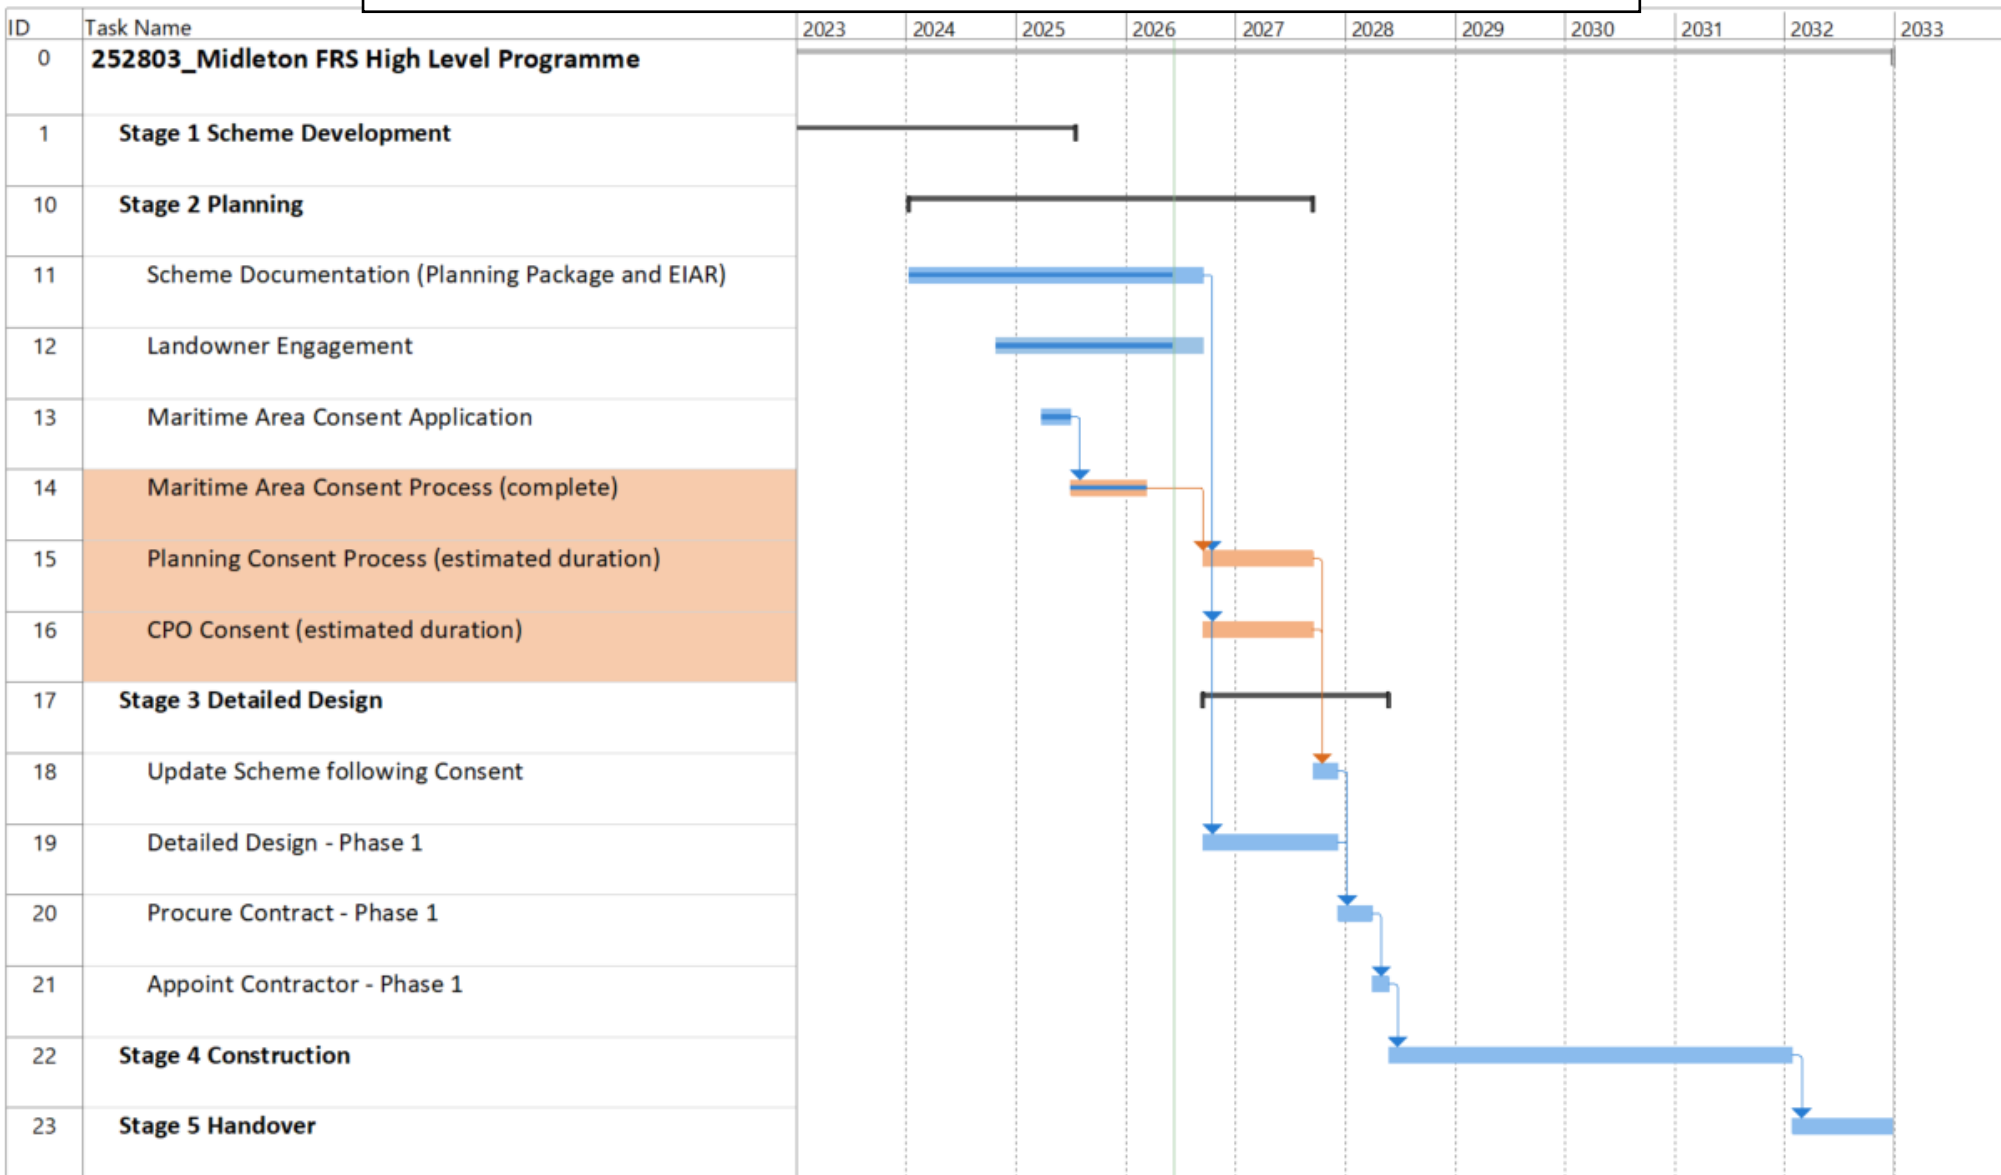 ID Task Name 2023 2024 2025 2026 2027 2028 2029 2030 2031 2032 2033
0 252803_Midleton FRS High Level Programme
1 Stage 1 Scheme Development
10 Stage 2 Planning
11 Scheme Documentation (Planning Package and EIAR)
12 Landowner Engagement
13 Maritime Area Consent Application
14 Maritime Area Consent Process (complete)
15 Planning Consent Process (estimated duration)
16 CPO Consent (estimated duration)
17 Stage 3 Detailed Design
18 Update Scheme following Consent
19 Detailed Design - Phase 1
20 Procure Contract - Phase 1
21 Appoint Contractor - Phase 1
22 Stage 4 Construction
23 Stage 5 Handover